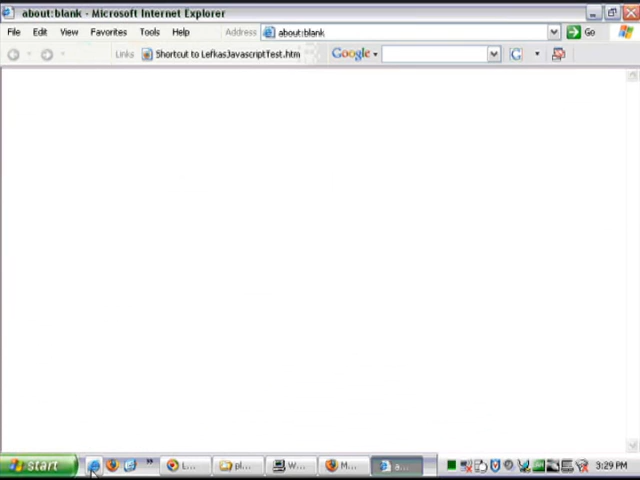 about:blank - Microsoft Internet Explorer
File Edit View Favorites Tools Help Address about:blank Go
Links Shortcut to LefkasJavascriptTest.htm Google
start L... pl... W... M... a... 3:29 PM